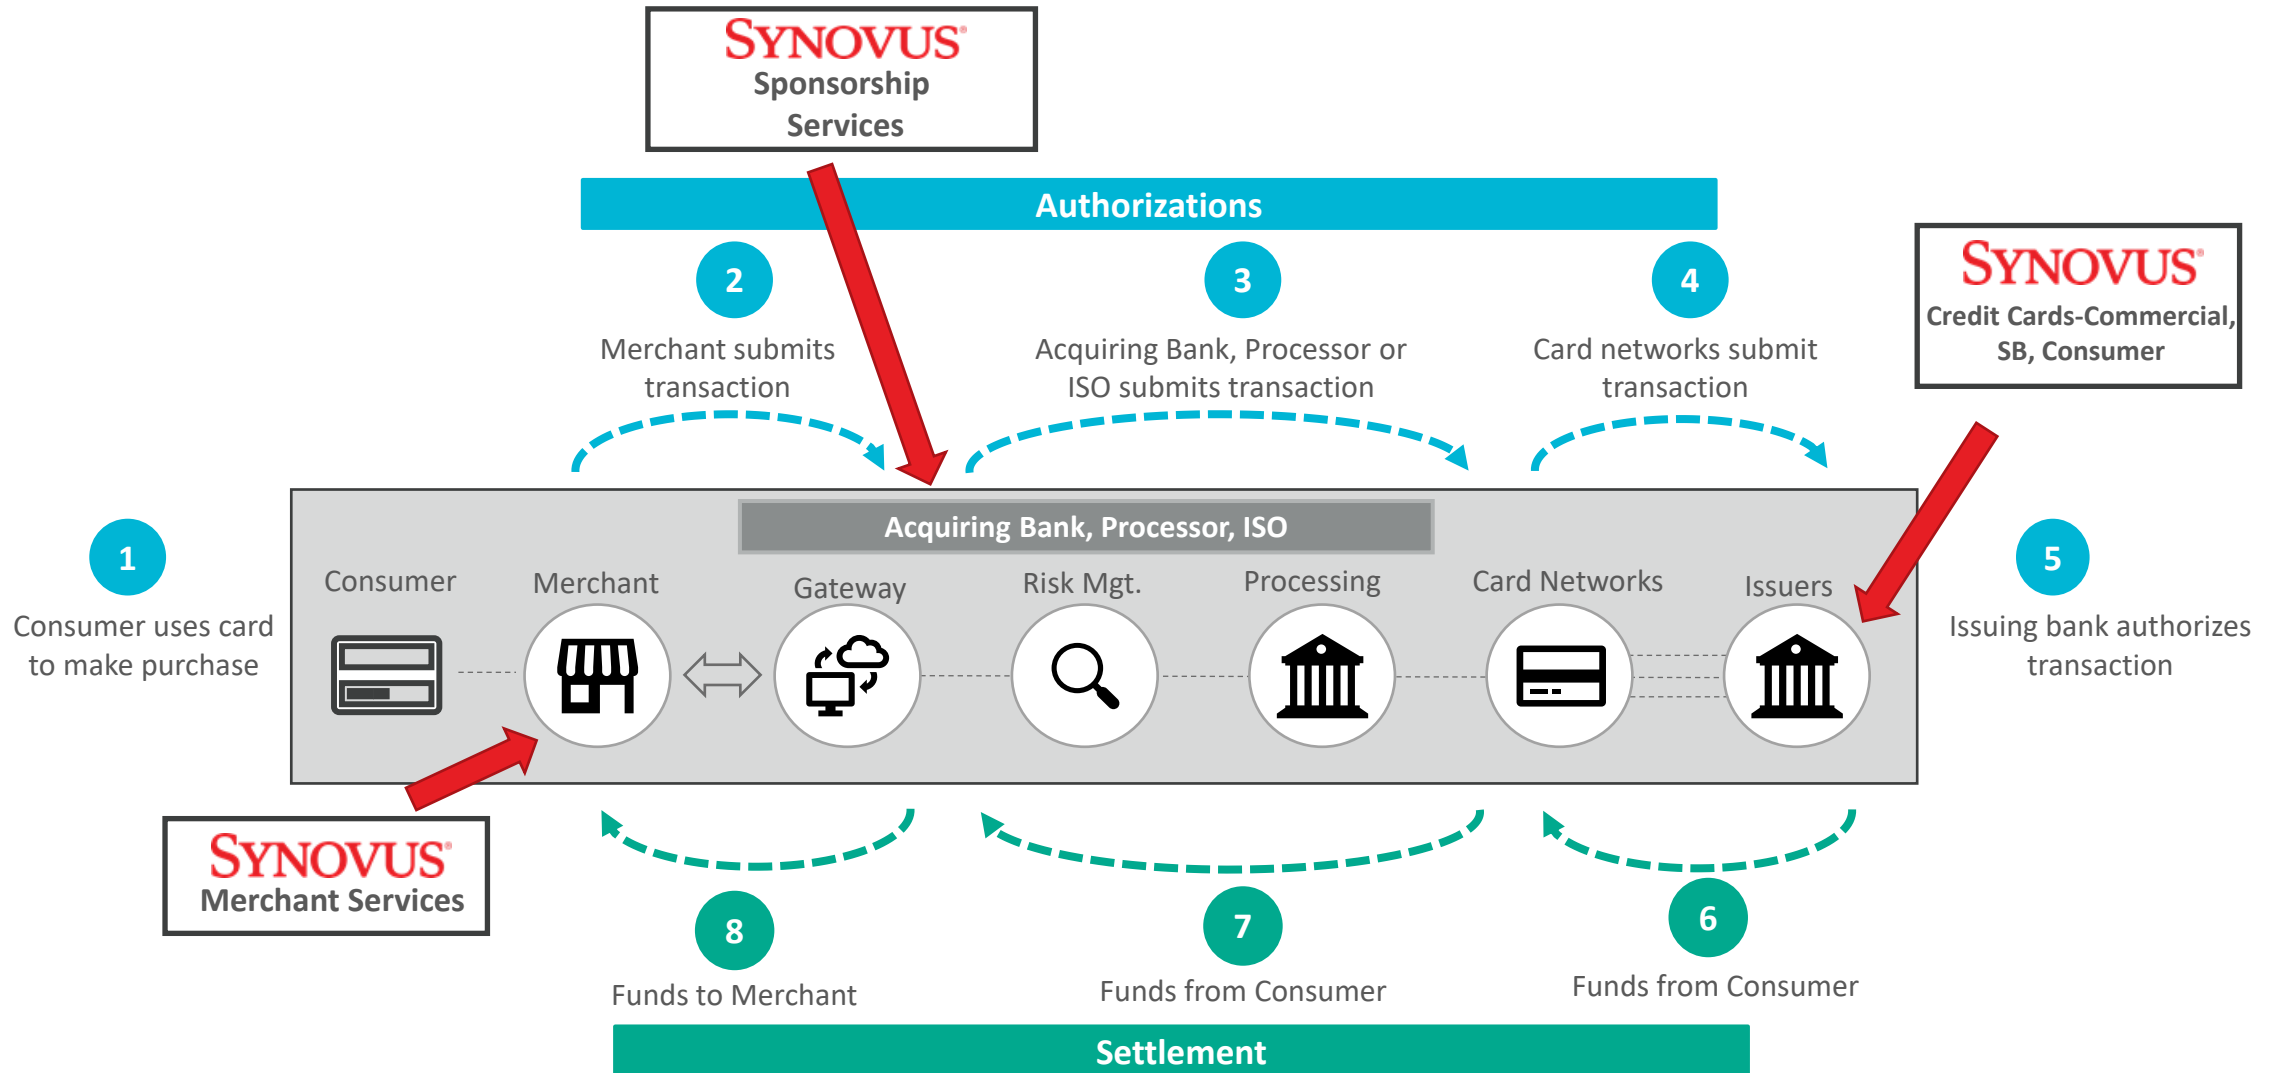 SYNOVUS®
Sponsorship
Services
Authorizations
2
3
4
Merchant submits
transaction
Acquiring Bank, Processor or
ISO submits transaction
Card networks submit
transaction
SYNOVUS®
Credit Cards-Commercial,
SB, Consumer
1
Consumer uses card
to make purchase
Acquiring Bank, Processor, ISO
Consumer
Merchant
Gateway
Risk Mgt.
Processing
Card Networks
Issuers
5
Issuing bank authorizes
transaction
SYNOVUS®
Merchant Services
8
Funds to Merchant
7
Funds from Consumer
6
Funds from Consumer
Settlement